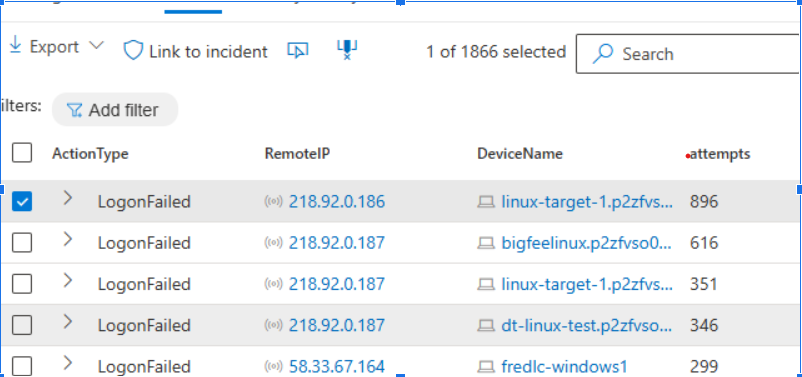 Export Link to incident 1 of 1866 selected Search
ilters: Add filter
ActionType RemoteIP DeviceName attempts
LogonFailed 218.92.0.186 linux-target-1.p2zfvs... 896
LogonFailed 218.92.0.187 bigfeelinux.p2zfvso0... 616
LogonFailed 218.92.0.187 linux-target-1.p2zfvs... 351
LogonFailed 218.92.0.187 dt-linux-test.p2zfvso... 346
LogonFailed 58.33.67.164 fredlc-windows1 299